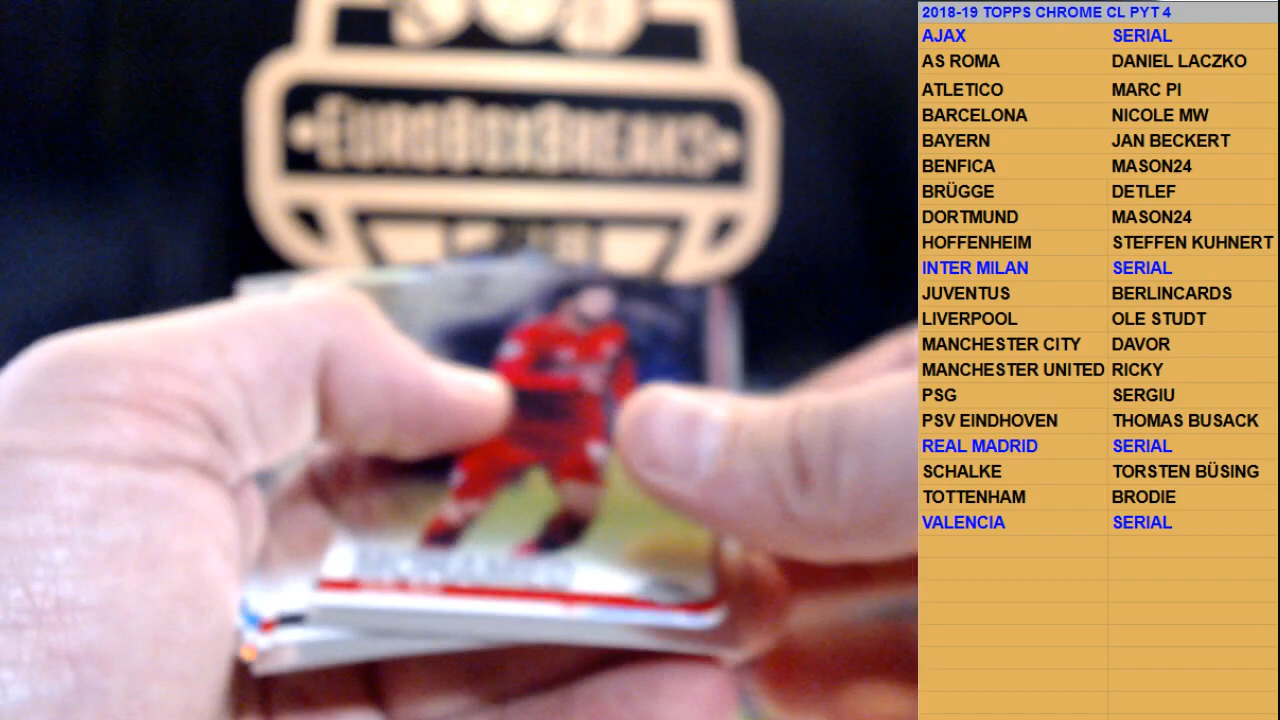 EUROBOXBREAKS
2018-19 TOPPS CHROME CL PYT 4
AJAX SERIAL
AS ROMA DANIEL LACZKO
ATLETICO MARC PI
BARCELONA NICOLE MW
BAYERN JAN BECKERT
BENFICA MASON24
BRÜGGE DETLEF
DORTMUND MASON24
HOFFENHEIM STEFFEN KUHNERT
INTER MILAN SERIAL
JUVENTUS BERLINCARDS
LIVERPOOL OLE STUDT
MANCHESTER CITY DAVOR
MANCHESTER UNITED RICKY
PSG SERGIU
PSV EINDHOVEN THOMAS BUSACK
REAL MADRID SERIAL
SCHALKE TORSTEN BÜSING
TOTTENHAM BRODIE
VALENCIA SERIAL